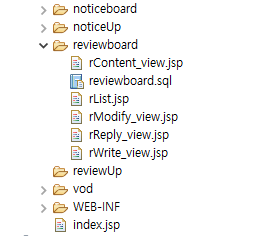 noticeboard
noticeUp
reviewboard
rContent_view.jsp
reviewboard.sql
rList.jsp
rModify_view.jsp
rReply_view.jsp
rWrite_view.jsp
reviewUp
vod
WEB-INF
index.jsp